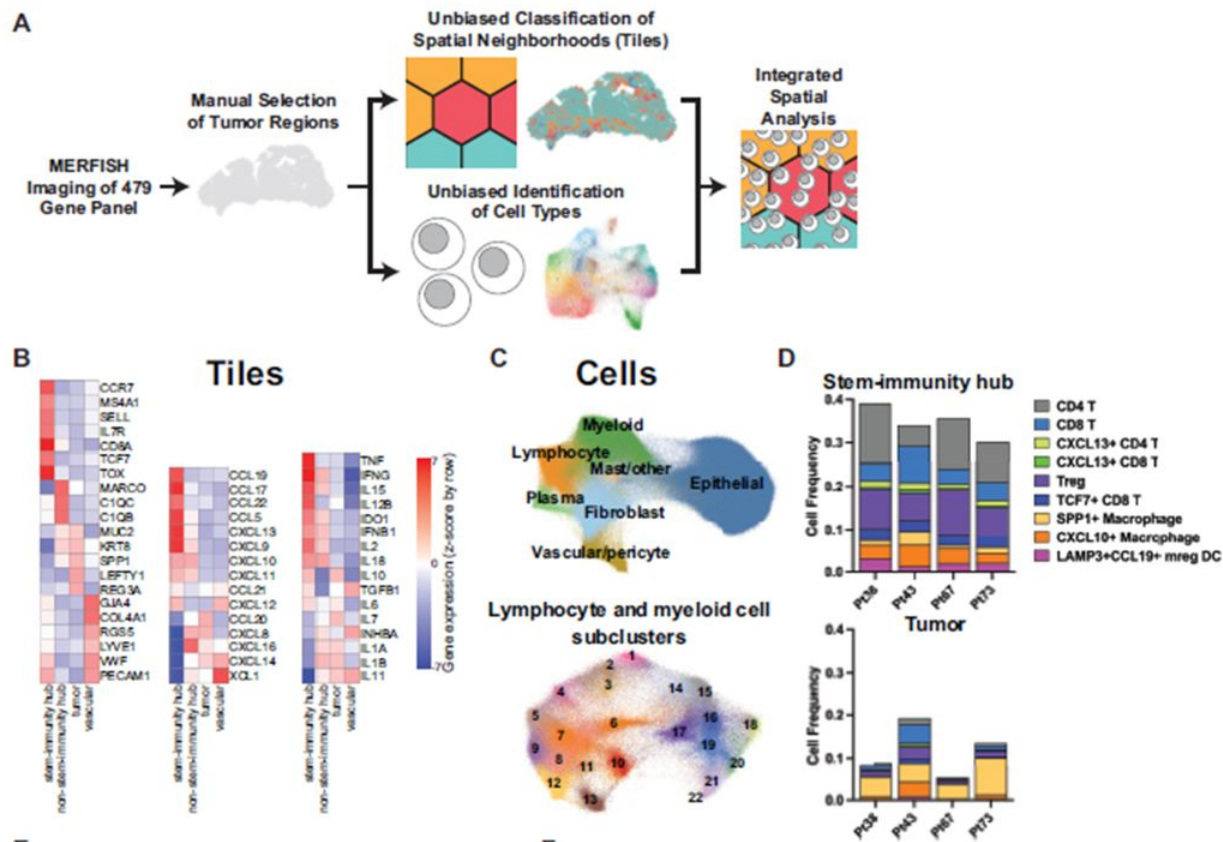 A
MERFISH
Imaging of 479
Gene Panel
Manual Selection
of Tumor Regions
Unbiased Classification of
Spatial Neighborhoods (Tiles)
Unbiased Identification
of Cell Types
Integrated
Spatial
Analysis
B
Tiles
CCR7
MS4A1
SELL
IL7R
CD8A
TCF7
TOX
MARCO
C1QC
C1QB
MUC2
KRT8
SPP1
LEFTY1
REG3A
GJA4
COL4A1
RGS5
LYVE1
VWF
PECAM1
stem-immunity hub
non-stem-immunity hub
tumor
vascular
CCL19
CCL17
CCL22
CCL5
CXCL13
CXCL9
CXCL10
CXCL11
CCL21
CXCL12
CCL20
CXCL8
CXCL16
CXCL14
XCL1
stem-immunity hub
non-stem-immunity hub
tumor
vascular
TNF
IFNG
IL15
IL12B
IDO1
IFNB1
IL2
IL18
IL10
TGFB1
IL6
IL7
INHBA
IL1A
IL1B
IL11
stem-immunity hub
non-stem-immunity hub
tumor
vascular
7
0
-7
Gene expression (z-score by row)
C
Cells
Myeloid
Lymphocyte
Mast/other
Epithelial
Plasma
Fibroblast
Vascular/pericyte
Lymphocyte and myeloid cell
subclusters
1
2
3
4
14
15
5
6
16
18
7
17
9
19
8
11
10
20
12
21
13
22
D
Stem-immunity hub
Cell Frequency
0.4
0.3
0.2
0.1
0.0
Pt38
Pt43
Pt67
Pt73
CD4 T
CD8 T
CXCL13+ CD4 T
CXCL13+ CD8 T
Treg
TCF7+ CD8 T
SPP1+ Macrophage
CXCL10+ Macrophage
LAMP3+CCL19+ mreg DC
Tumor
Cell Frequency
0.4
0.3
0.2
0.1
0.0
Pt38
Pt43
Pt67
Pt73